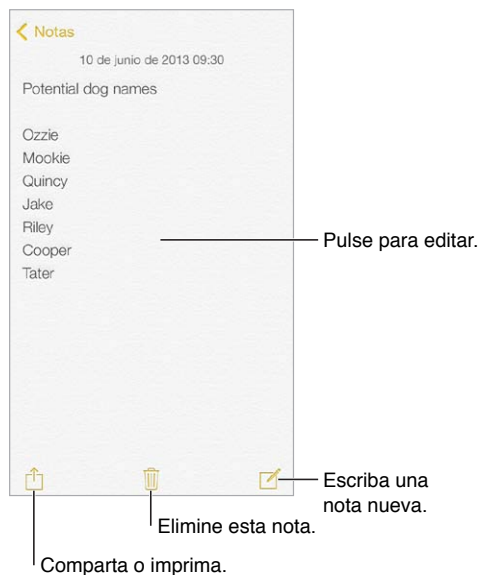 Notas
10 de junio de 2013 09:30
Potential dog names
Ozzie
Mookie
Quincy
Jake
Riley
Cooper
Tater
Pulse para editar.
Escriba una
nota nueva.
Elimine esta nota.
Comparta o imprima.